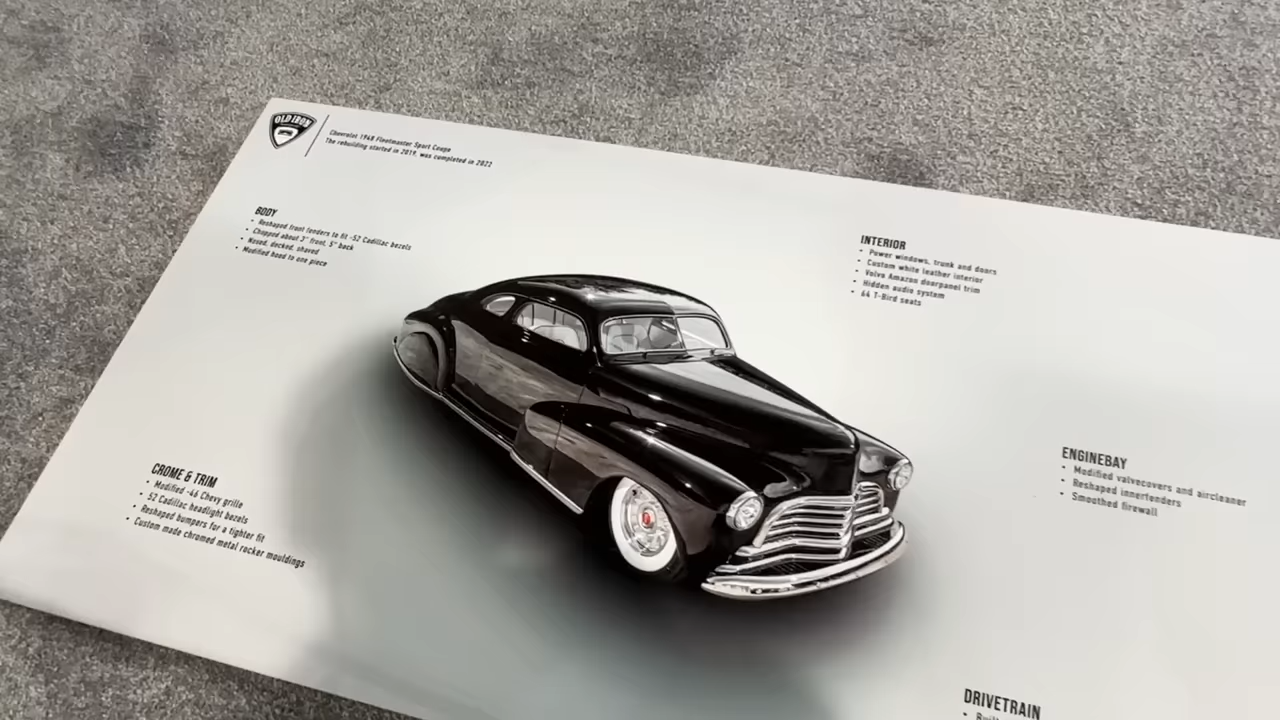 OLD IRON
Chevrolet 1948 Fleetmaster Sport Coupe
The rebuilding started in 2019, was completed in 2022
BODY
• Reshaped front fenders to fit -52 Cadillac bezels
• Chopped about 3" front, 5" back
• Nosed, decked, shaved
• Modified hood to one piece
INTERIOR
• Power windows, trunk and doors
• Custom white leather interior
• Volvo Amazon doorpanel trim
• Hidden audio system
• 64 T-Bird seats
CROME & TRIM
• Modified -46 Chevy grille
• 52 Cadillac headlight bezels
• Reshaped bumpers for a tighter fit
• Custom made chromed metal rocker mouldings
ENGINEBAY
• Modified valvecovers and aircleaner
• Reshaped innerfenders
• Smoothed firewall
DRIVETRAIN